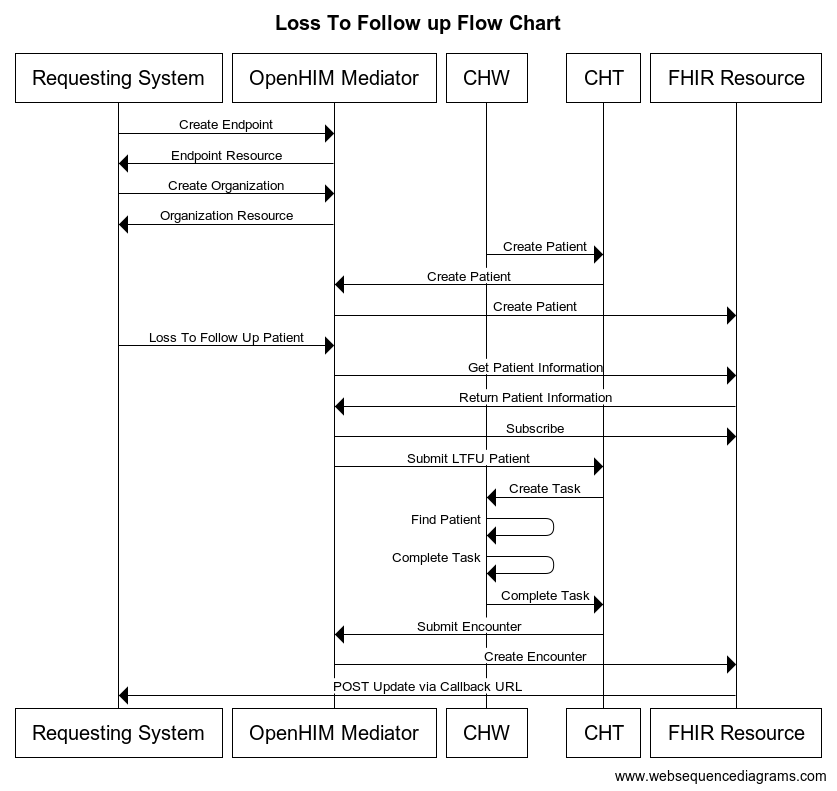 Loss To Follow up Flow Chart
Requesting System OpenHIM Mediator CHW CHT FHIR Resource
Create Endpoint
Endpoint Resource
Create Organization
Organization Resource
Create Patient
Create Patient
Create Patient
Loss To Follow Up Patient
Get Patient Information
Return Patient Information
Subscribe
Submit LTFU Patient
Create Task
Find Patient
Complete Task
Complete Task
Submit Encounter
Create Encounter
POST Update via Callback URL
Requesting System OpenHIM Mediator CHW CHT FHIR Resource
www.websequencediagrams.com